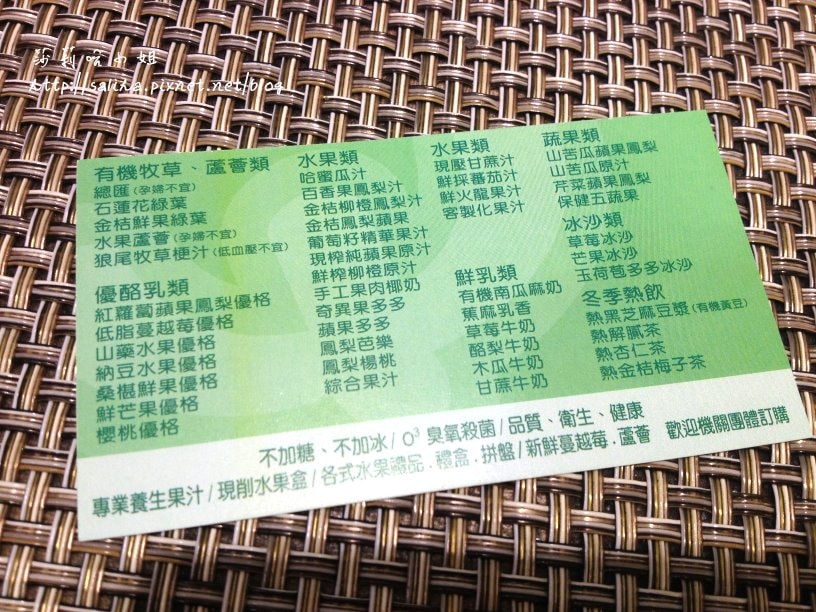 莎莉哈小姐
http://saliha.pixnet.net/blog
有機牧草、蘆薈類
總匯(孕婦不宜)
石蓮花綠葉
金桔鮮果綠葉
水果蘆薈(孕婦不宜)
狼尾牧草梗汁(低血壓不宜)
優酪乳類
紅蘿蔔蘋果鳳梨優格
低脂蔓越莓優格
山藥水果優格
納豆水果優格
桑椹鮮果優格
鮮芒果優格
櫻桃優格
水果類
哈蜜瓜汁
百香果鳳梨汁
金桔柳橙鳳梨汁
金桔鳳梨蘋果
葡萄籽精華果汁
現榨純蘋果原汁
鮮榨柳橙原汁
手工果肉椰奶
奇異果多多
蘋果多多
鳳梨芭樂
鳳梨楊桃
綜合果汁
水果類
現壓甘蔗汁
鮮採蕃茄汁
鮮火龍果汁
客製化果汁
鮮乳類
有機南瓜麻奶
蕉麻乳香
草莓牛奶
酪梨牛奶
木瓜牛奶
甘蔗牛奶
蔬果類
山苦瓜蘋果鳳梨
山苦瓜原汁
芹菜蘋果鳳梨
保健五蔬果
冰沙類
草莓冰沙
芒果冰沙
玉荷苞多多冰沙
冬季熱飲
熱黑芝麻豆漿(有機黃豆)
熱解膩茶
熱杏仁茶
熱金桔梅子茶
不加糖、不加冰/O³ 臭氧殺菌/品質、衛生、健康
專業養生果汁/現削水果盒/各式水果禮品.禮盒.拼盤/新鮮蔓越莓.蘆薈 歡迎機關團體訂購